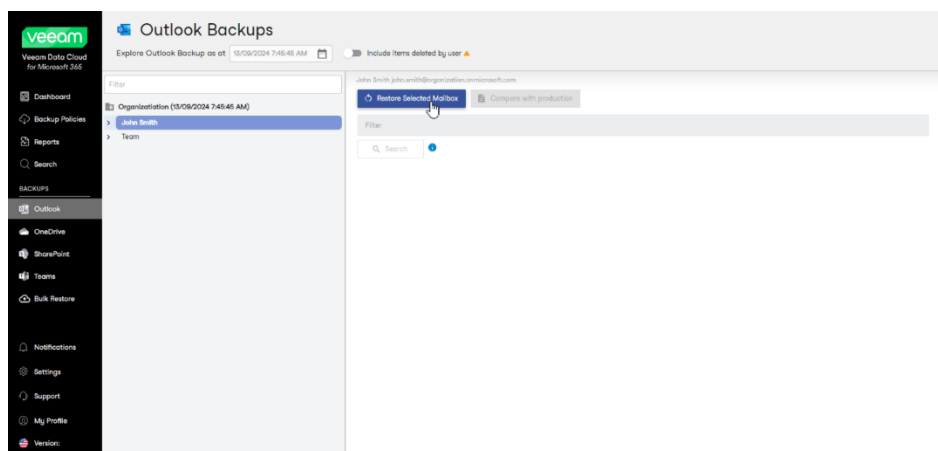 veeam
Veeam Data Cloud
for Microsoft 365
Dashboard
Backup Policies
Reports
Search
BACKUPS
Outlook
OneDrive
SharePoint
Teams
Bulk Restore
Notifications
Settings
Support
My Profile
Version:
Outlook Backups
Explore Outlook Backup as at 13/09/2024 7:45:45 AM
Include items deleted by user
Filter
Organizatiation (13/09/2024 7:45:45 AM)
John Smith
Team
John Smith john.smith@organization.onmicrosoft.com
Restore Selected Mailbox Compare with production
Filter
Search